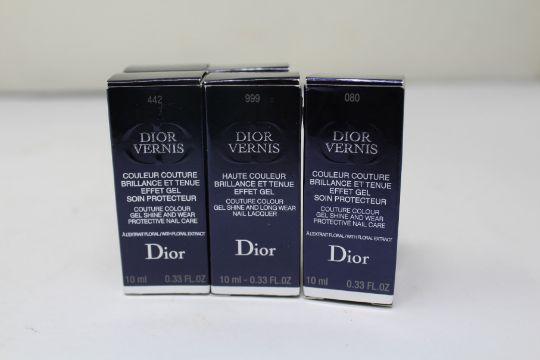 442
DIOR
VERNIS
COULEUR COUTURE
BRILLANCE ET TENUE
EFFET GEL
SOIN PROTECTEUR
COUTURE COLOUR
GEL SHINE AND WEAR
PROTECTIVE NAIL CARE
À L'EXTRAIT FLORAL/WITH FLORAL EXTRACT
Dior
10 ml 0.33 FL.OZ
999
DIOR
VERNIS
HAUTE COULEUR
BRILLANCE ET TENUE
EFFET GEL
COUTURE COLOUR
GEL SHINE AND LONG WEAR
NAIL LACQUER
Dior
10 ml - 0.33 FL.OZ
080
DIOR
VERNIS
COULEUR COUTURE
BRILLANCE ET TENUE
EFFET GEL
SOIN PROTECTEUR
COUTURE COLOUR
GEL SHINE AND WEAR
PROTECTIVE NAIL CARE
À L'EXTRAIT FLORAL/WITH FLORAL EXTRACT
Dior
10 ml 0.33 FL.OZ